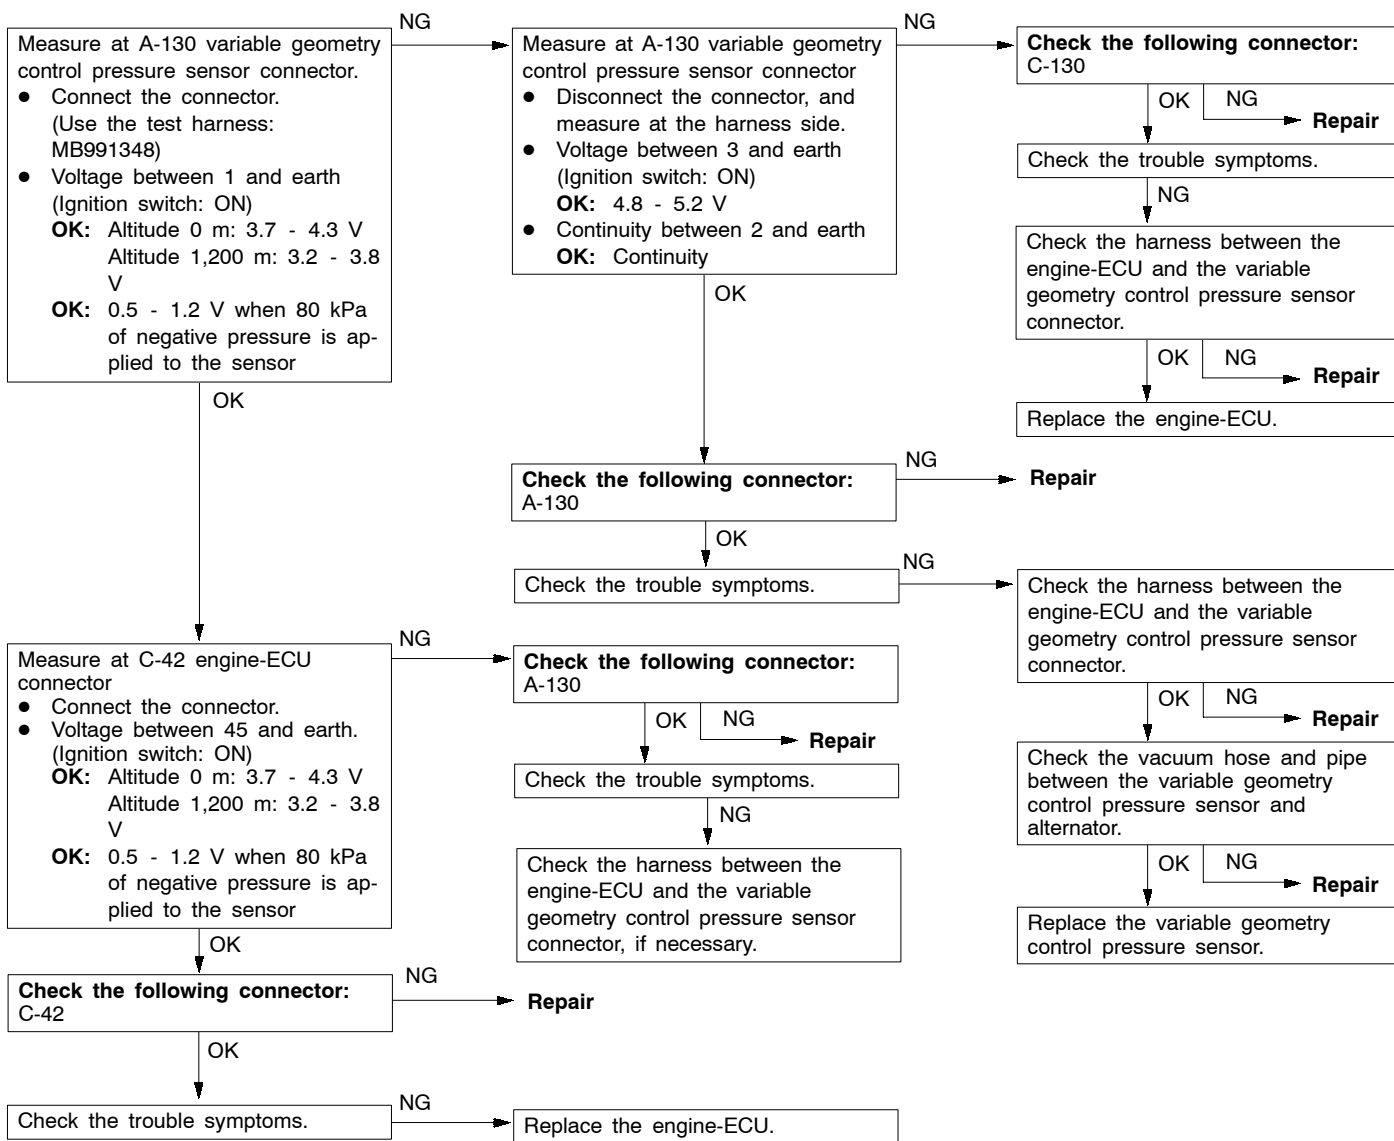 NG
Measure at A-130 variable geometry
control pressure sensor connector.
● Connect the connector.
(Use the test harness:
MB991348)
● Voltage between 1 and earth
(Ignition switch: ON)
OK: Altitude 0 m: 3.7 - 4.3 V
Altitude 1,200 m: 3.2 - 3.8
V
OK: 0.5 - 1.2 V when 80 kPa
of negative pressure is ap-
plied to the sensor
OK
NG
Measure at A-130 variable geometry
control pressure sensor connector
● Disconnect the connector, and
measure at the harness side.
● Voltage between 3 and earth
(Ignition switch: ON)
OK: 4.8 - 5.2 V
● Continuity between 2 and earth
OK: Continuity
OK
Check the following connector:
C-130
OK
NG
Repair
Check the trouble symptoms.
NG
Check the harness between the
engine-ECU and the variable
geometry control pressure sensor
connector.
OK
NG
Repair
Replace the engine-ECU.
Check the following connector:
A-130
NG
Repair
OK
Check the trouble symptoms.
NG
Check the harness between the
engine-ECU and the variable
geometry control pressure sensor
connector.
OK
NG
Repair
Check the vacuum hose and pipe
between the variable geometry
control pressure sensor and
alternator.
OK
NG
Repair
Replace the variable geometry
control pressure sensor.
Measure at C-42 engine-ECU
connector
● Connect the connector.
● Voltage between 45 and earth.
(Ignition switch: ON)
OK: Altitude 0 m: 3.7 - 4.3 V
Altitude 1,200 m: 3.2 - 3.8
V
OK: 0.5 - 1.2 V when 80 kPa
of negative pressure is ap-
plied to the sensor
NG
Check the following connector:
A-130
OK
NG
Repair
Check the trouble symptoms.
NG
Check the harness between the
engine-ECU and the variable
geometry control pressure sensor
connector, if necessary.
OK
Check the following connector:
C-42
NG
Repair
OK
Check the trouble symptoms.
NG
Replace the engine-ECU.